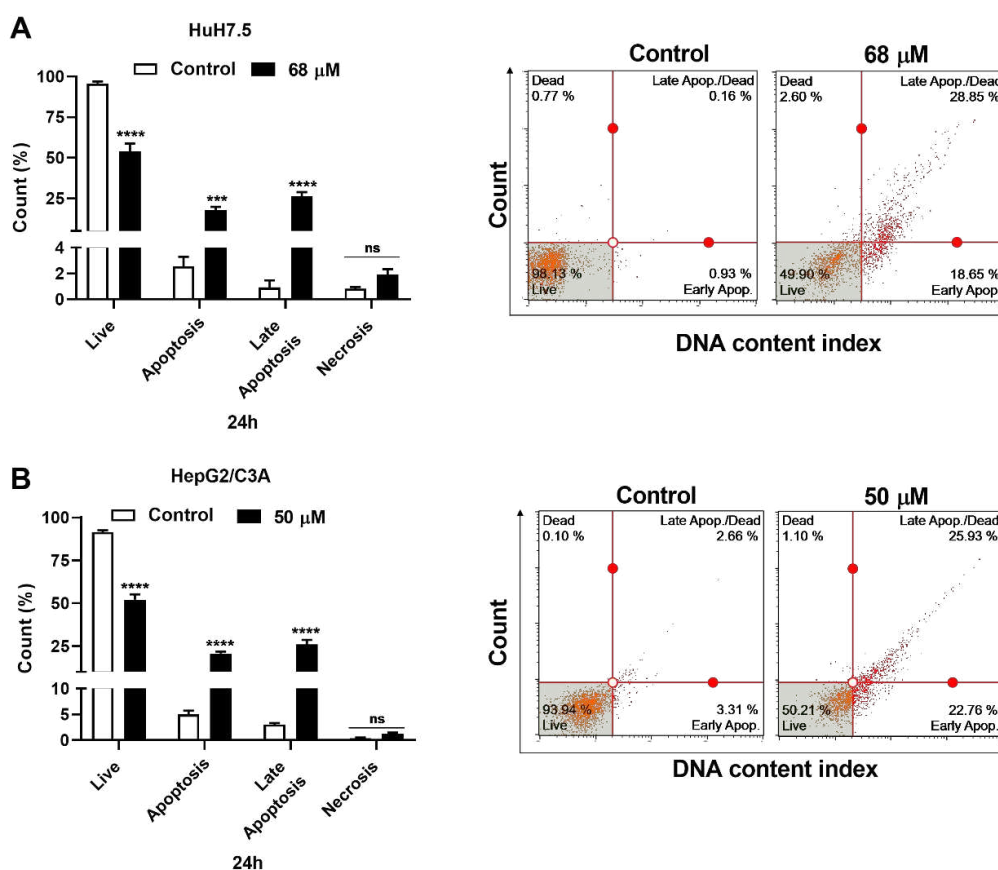 A
HuH7.5
Control 68 μM
100
75
50
25
4
2
0
Count (%)
****
***
****
ns
Live
Apoptosis
Late
Apoptosis
Necrosis
24h
Control
Dead
0.77 %
Late Apop./Dead
0.16 %
98.13 %
Live
0.93 %
Early Apop.
68 μM
Dead
2.60 %
Late Apop./Dead
28.85 %
49.90 %
Live
18.65 %
Early Apop.
Count
DNA content index
B
HepG2/C3A
Control 50 μM
100
75
50
25
10
5
0
Count (%)
****
****
****
ns
Live
Apoptosis
Late
Apoptosis
Necrosis
24h
Control
Dead
0.10 %
Late Apop./Dead
2.66 %
93.94 %
Live
3.31 %
Early Apop.
50 μM
Dead
1.10 %
Late Apop./Dead
25.93 %
50.21 %
Live
22.76 %
Early Apop.
Count
DNA content index